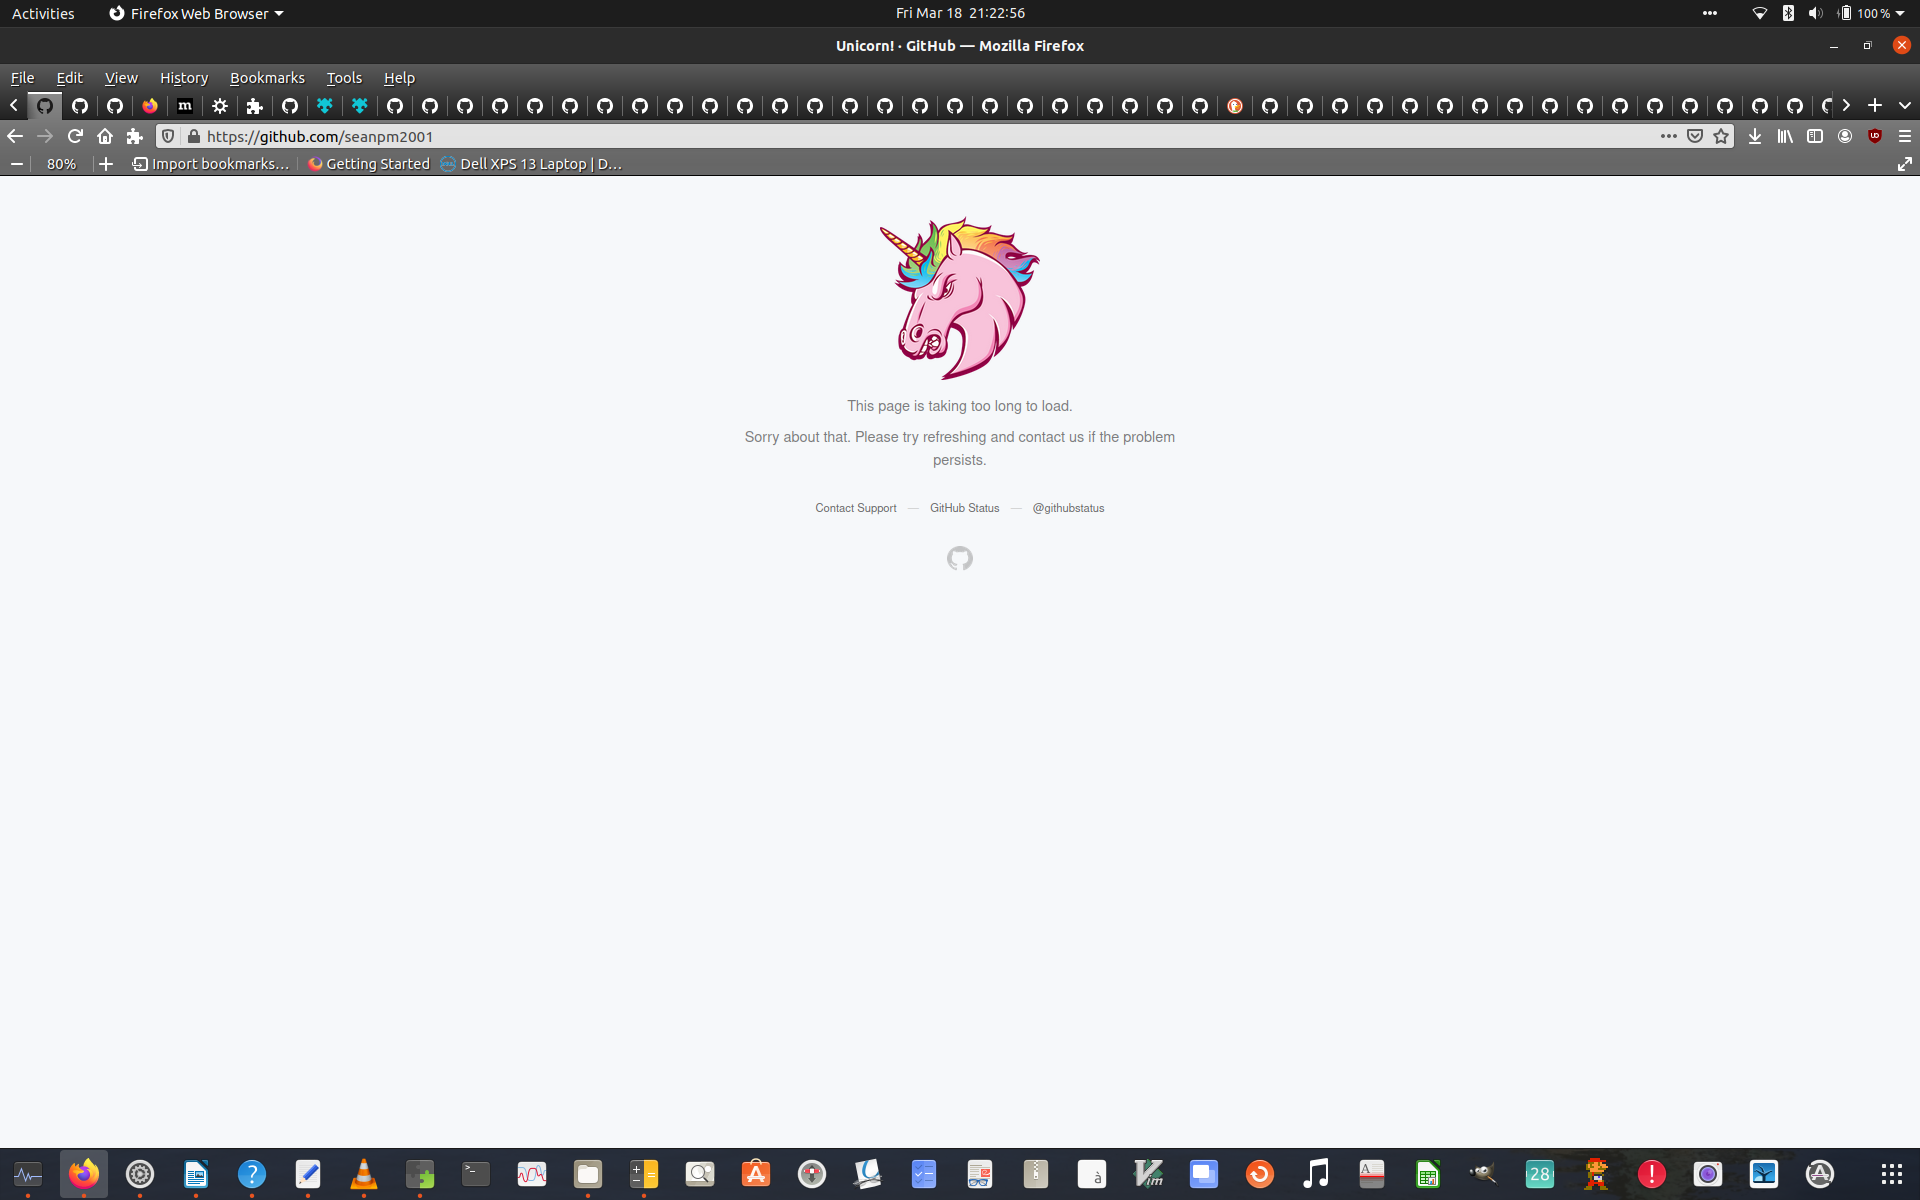 Activities
Firefox Web Browser
Fri Mar 18 21:22:56
100 %
Unicorn! · GitHub — Mozilla Firefox
File Edit View History Bookmarks Tools Help
m
https://github.com/seanpm2001
80%
Import bookmarks…
Getting Started
Dell XPS 13 Laptop | D…
This page is taking too long to load.
Sorry about that. Please try refreshing and contact us if the problem
persists.
Contact Support — GitHub Status — @githubstatus
?
>_
à
Vim
A
28
!